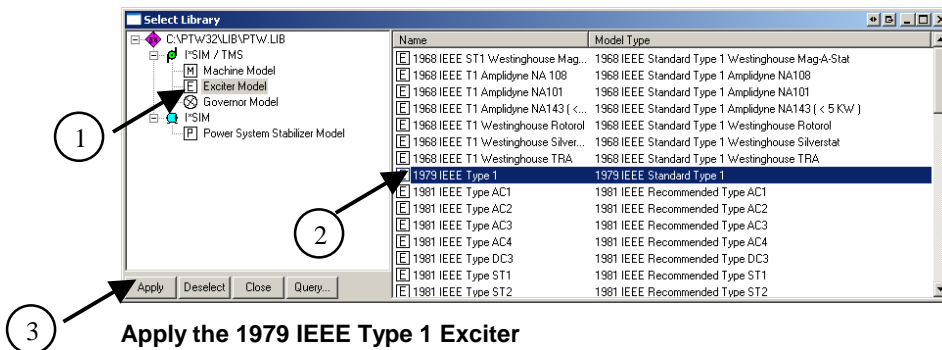 Select Library
C:\PTW32\LIB\PTW.LIB
I*SIM / TMS
M Machine Model
E Exciter Model
Governor Model
I*SIM
P Power System Stabilizer Model
Name Model Type
E 1968 IEEE ST1 Westinghouse Mag... 1968 IEEE Standard Type 1 Westinghouse Mag-A-Stat
E 1968 IEEE T1 Amplidyne NA 108 1968 IEEE Standard Type 1 Amplidyne NA108
E 1968 IEEE T1 Amplidyne NA101 1968 IEEE Standard Type 1 Amplidyne NA101
E 1968 IEEE T1 Amplidyne NA143 ( <... 1968 IEEE Standard Type 1 Amplidyne NA143 ( < 5 KW )
E 1968 IEEE T1 Westinghouse Rotorol 1968 IEEE Standard Type 1 Westinghouse Rotorol
E 1968 IEEE T1 Westinghouse Silver... 1968 IEEE Standard Type 1 Westinghouse Silverstat
E 1968 IEEE T1 Westinghouse TRA 1968 IEEE Standard Type 1 Westinghouse TRA
E 1979 IEEE Type 1 1979 IEEE Standard Type 1
E 1981 IEEE Type AC1 1981 IEEE Recommended Type AC1
E 1981 IEEE Type AC2 1981 IEEE Recommended Type AC2
E 1981 IEEE Type AC3 1981 IEEE Recommended Type AC3
E 1981 IEEE Type AC4 1981 IEEE Recommended Type AC4
E 1981 IEEE Type DC3 1981 IEEE Recommended Type DC3
E 1981 IEEE Type ST1 1981 IEEE Recommended Type ST1
E 1981 IEEE Type ST2 1981 IEEE Recommended Type ST2
Apply Deselect Close Query...
1
2
3
Apply the 1979 IEEE Type 1 Exciter